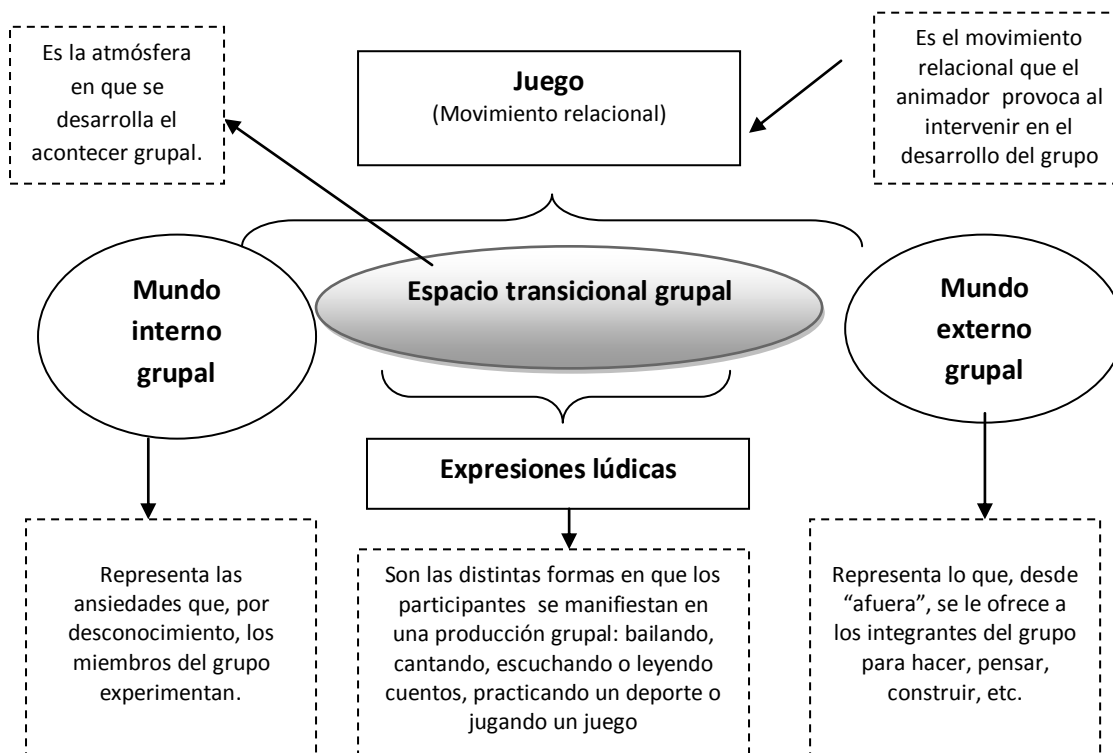 Es la atmósfera
en que se
desarrolla el
acontecer grupal.
Juego
(Movimiento relacional)
Es el movimiento
relacional que el
animador provoca al
intervenir en el
desarrollo del grupo
Mundo
interno
grupal
Espacio transicional grupal
Mundo
externo
grupal
Expresiones lúdicas
Representa las
ansiedades que, por
desconocimiento, los
miembros del grupo
experimentan.
Son las distintas formas en que los
participantes se manifiestan en
una producción grupal: bailando,
cantando, escuchando o leyendo
cuentos, practicando un deporte o
jugando un juego
Representa lo que, desde
“afuera”, se le ofrece a
los integrantes del grupo
para hacer, pensar,
construir, etc.